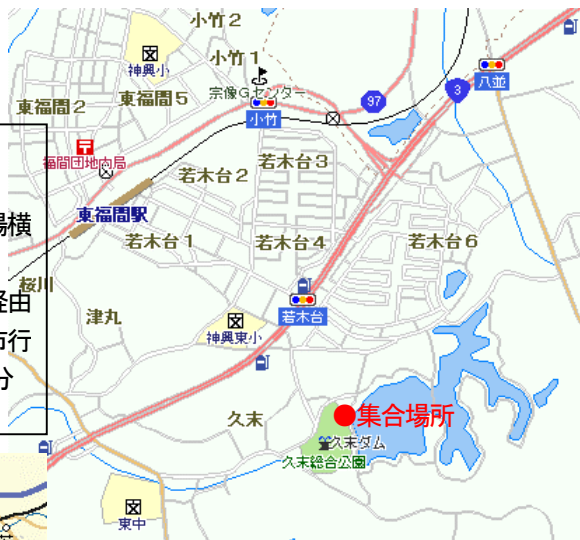 小竹2
小竹1
神興小
宗像Gセンター
八並
3
97
小竹
東福間2
東福間5
福間団地内局
若木台3
若木台2
場横
東福間駅
若木台1
若木台4
若木台6
桜川
経由
津丸
若木台
神興東小
市行
分
久末
集合場所
久末ダム
久末総合公園
東中